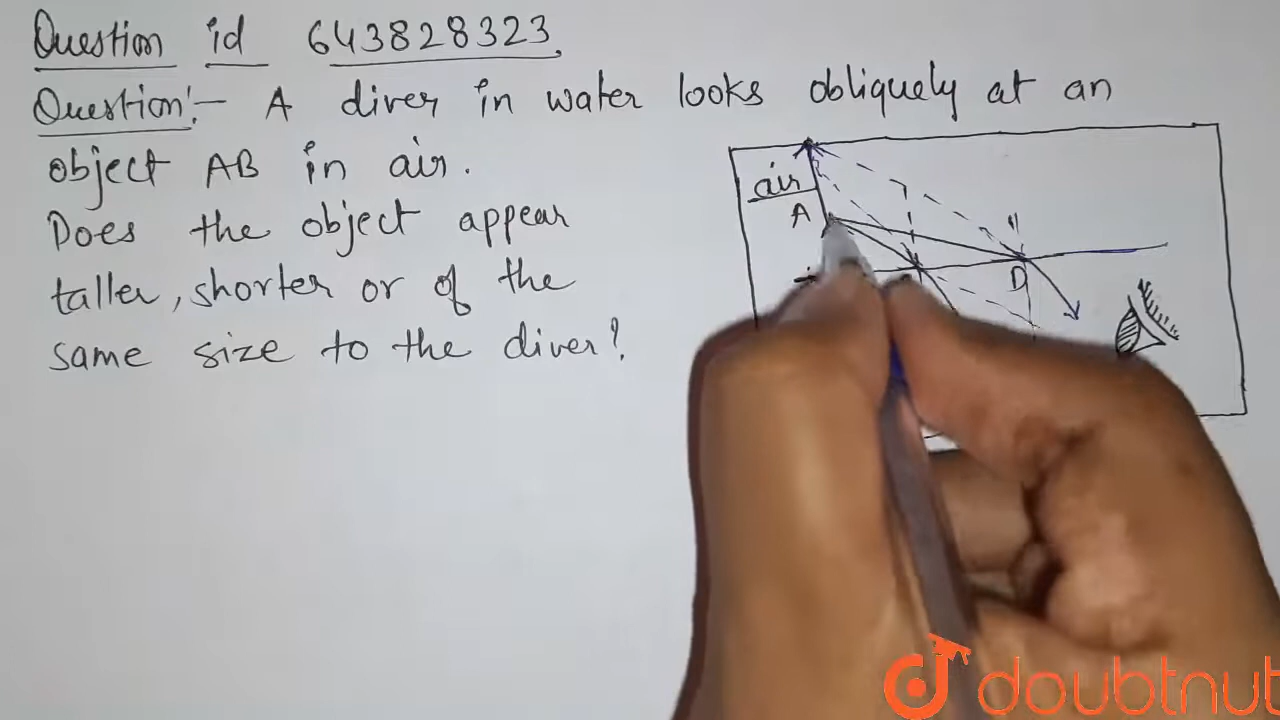 Question id 643828323.
Question:- A diver in water looks obliquely at an
object AB in air.
Does the object appear
taller, shorter or of the
same size to the diver?
air
A
D
doubtnut